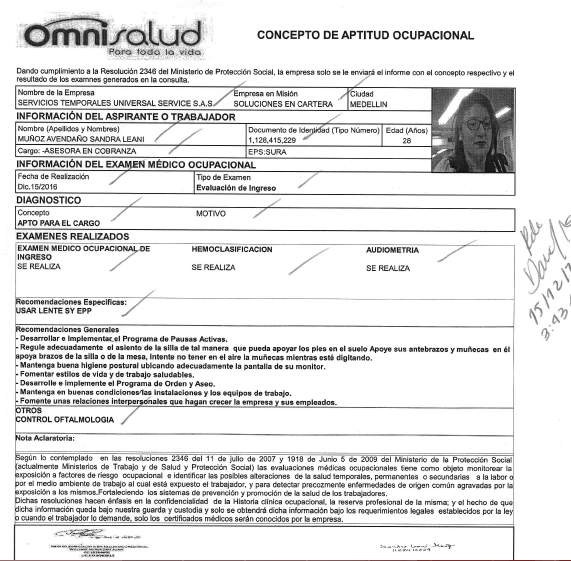 Omnisalud
Para toda la vida
CONCEPTO DE APTITUD OCUPACIONAL
Dando cumplimiento a la Resolución 2346 del Ministerio de Protección Social, la empresa solo se le enviará el informe con el concepto respectivo y el
resultado de los examnes generados en la consulta.
Nombre de la Empresa Empresa en Misión Ciudad
SERVICIOS TEMPORALES UNIVERSAL SERVICE S.A.S. SOLUCIONES EN CARTERA MEDELLIN
INFORMACIÓN DEL ASPIRANTE O TRABAJADOR
Nombre (Apellidos y Nombres) Documento de Identidad (Tipo Número) Edad (Años)
MUÑOZ AVENDAÑO SANDRA LEANI 1,128,415,229 28
Cargo: -ASESORA EN COBRANZA EPS:SURA
INFORMACIÓN DEL EXAMEN MÉDICO OCUPACIONAL
Fecha de Realización Tipo de Examen
Dic.15/2016 Evaluación de Ingreso
DIAGNOSTICO
Concepto MOTIVO
APTO PARA EL CARGO
EXAMENES REALIZADOS
EXAMEN MEDICO OCUPACIONAL DE INGRESO HEMOCLASIFICACION AUDIOMETRIA
SE REALIZA SE REALIZA SE REALIZA
Recomendaciones Especificas:
USAR LENTE SY EPP
Recomendaciones Generales
- Desarrollar e Implementar el Programa de Pausas Activas.
- Regule adecuadamente el asiento de la silla de tal manera que pueda apoyar los pies en el suelo Apoye sus antebrazos y muñecas en él
apoya brazos de la silla o de la mesa, Intente no tener en el aire la muñecas mientras esté digitando.
- Mantenga buena higiene postural ubicando adecuadamente la pantalla de su monitor.
- Fomentar estilos de vida y de trabajo saludables.
- Desarrolle e implemente el Programa de Orden y Aseo.
- Mantenga en buenas condiciones las instalaciones y los equipos de trabajo.
- Fomente unas relaciones interpersonales que hagan crecer la empresa y sus empleados.
OTROS
CONTROL OFTALMOLOGIA
Nota Aclaratoria:
Según lo contemplado en las resoluciones 2346 del 11 de julio de 2007 y 1918 de Junio 5 de 2009 del Ministerio de la Protección Social
(actualmente Ministerios de Trabajo y de Salud y Protección Social) las evaluaciones médicas ocupacionales tiene como objeto monitorear la
exposición a factores de riesgo ocupacional e identificar las posibles alteraciones de la salud temporales, permanentes o secundarias a la labor o
por el medio ambiente de trabajo al cual está expuesto el trabajador, y para detectar precozmente enfermedades de origen común agravadas por la
exposición a los mismos.Fortaleciendo los sistemas de prevención y promoción de la salud de los trabajadores.
Dichas resoluciones hacen énfasis en la confidencialidad de la Historia clínica ocupacional, la reserva profesional de la misma; y el hecho de que
dicha información queda bajo nuestra guarda y custodia y solo se obtendrá dicha información bajo los requerimientos legales establecidos por la ley
o cuando el trabajador lo demande, solo los certificados médicos serán conocidos por la empresa.